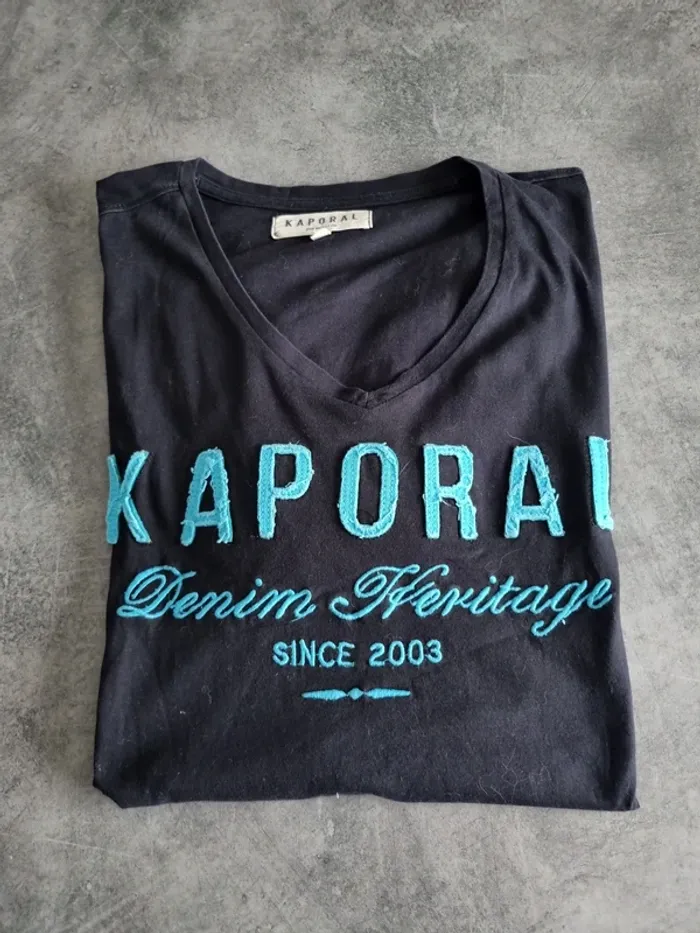 KAPORAL
KAPORAL
Denim Heritage
SINCE 2003